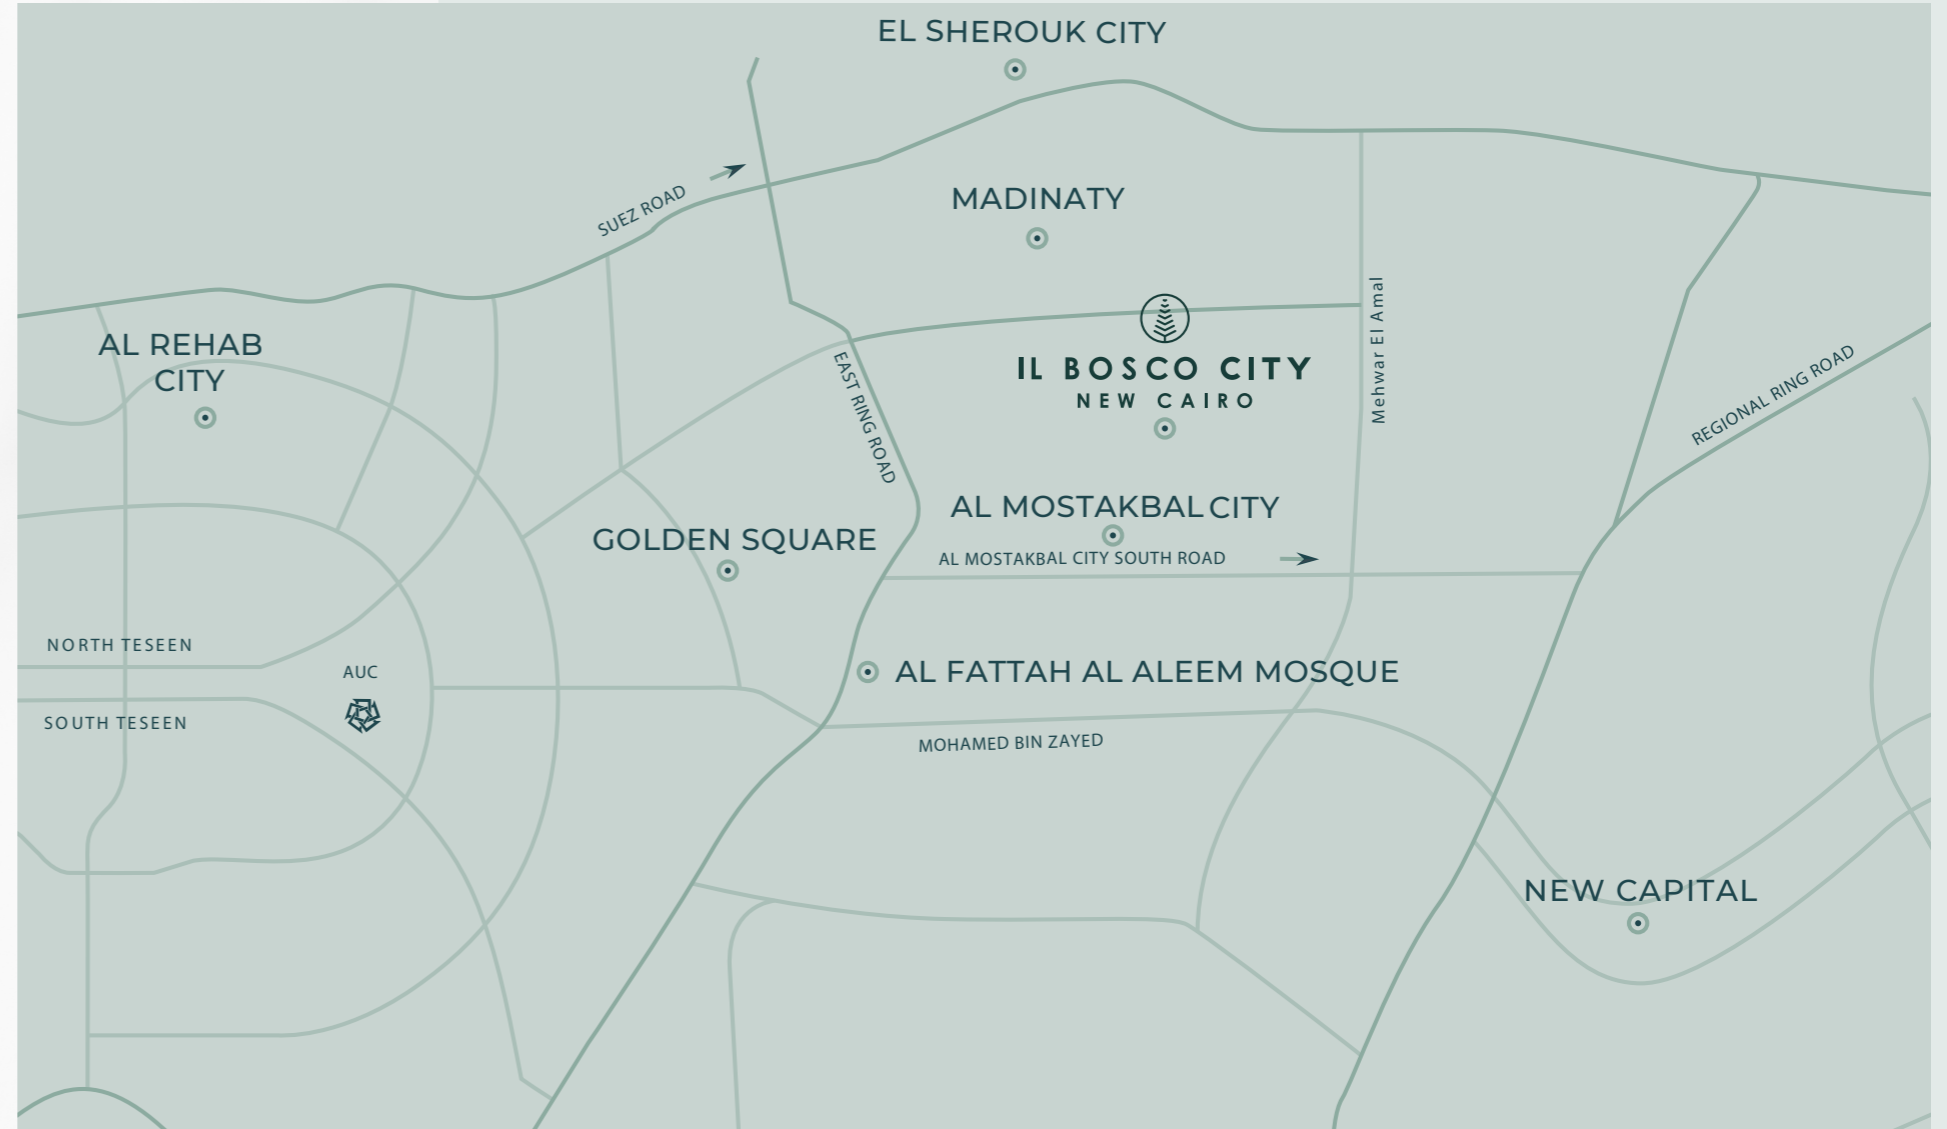 EL SHEROUK CITY
SUEZ ROAD
MADINATY
AL REHAB
CITY
Mehwar El Amal
EAST RING ROAD
IL BOSCO CITY
NEW CAIRO
REGIONAL RING ROAD
AL MOSTAKBAL CITY
GOLDEN SQUARE
AL MOSTAKBAL CITY SOUTH ROAD
NORTH TESEEN
AUC
AL FATTAH AL ALEEM MOSQUE
SOUTH TESEEN
MOHAMED BIN ZAYED
NEW CAPITAL